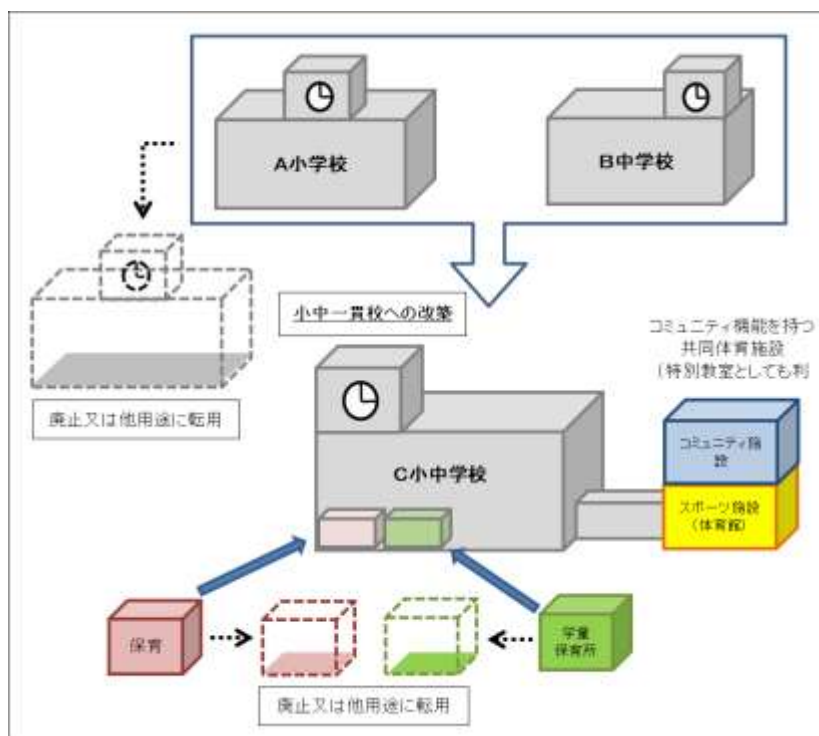 A小学校
B中学校
小中一貫校への改築
コミュニティ機能を持つ
共同体育施設
(特別教室としても利
廃止又は他用途に転用
コミュニティ施
設
C小中学校
スポーツ施設
(体育館)
保育
学童
保育所
廃止又は他用途に転用